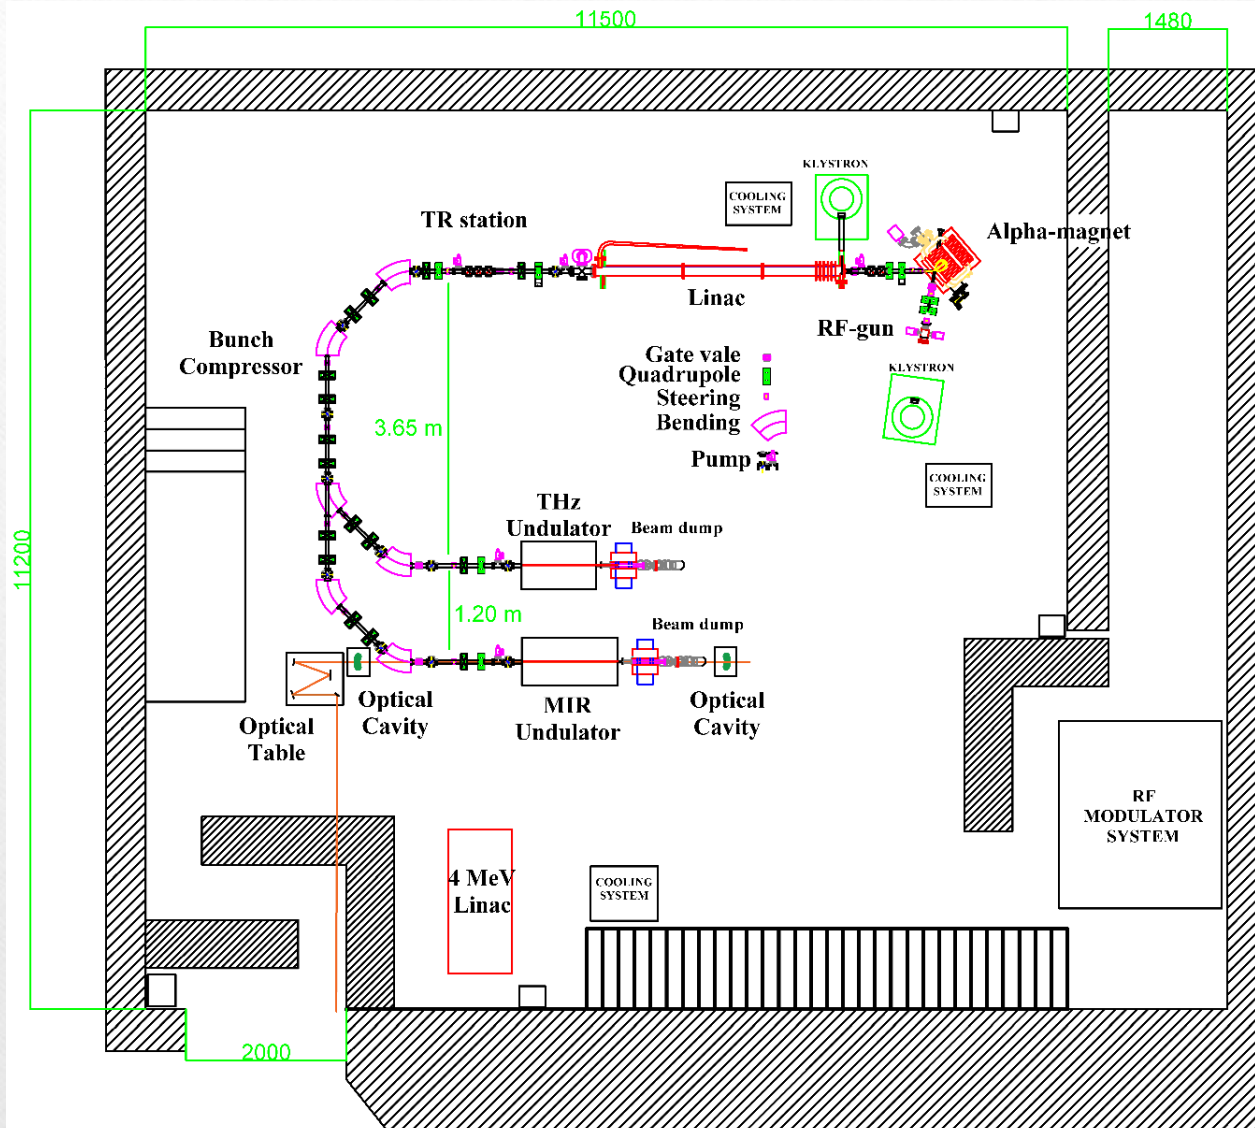 11500
1480
KLYSTRON
COOLING
SYSTEM
TR station
Alpha-magnet
Linac
RF-gun
Bunch
Compressor
Gate vale
Quadrupole
Steering
Bending
Pump
KLYSTRON
3.65 m
COOLING
SYSTEM
THz
Undulator
Beam dump
11200
1.20 m
Beam dump
Optical
Cavity
MIR
Undulator
Optical
Cavity
Optical
Table
RF
MODULATOR
SYSTEM
4 MeV
Linac
COOLING
SYSTEM
2000